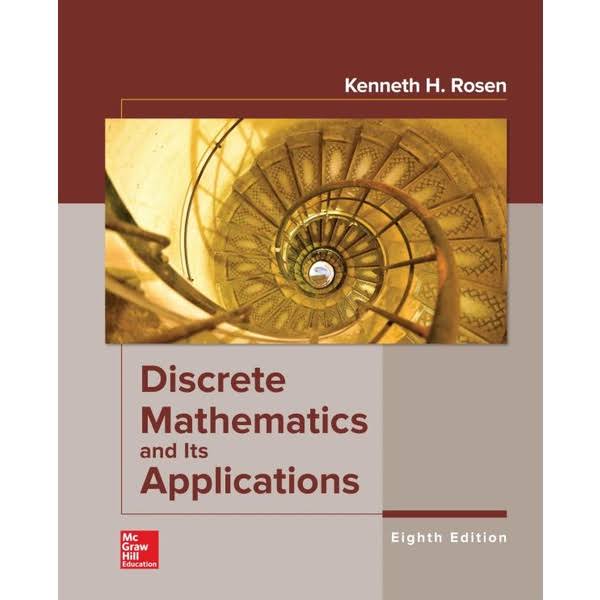 Kenneth H. Rosen
Discrete
Mathematics
and Its
Applications
Eighth Edition
Mc
Graw
Hill
Education